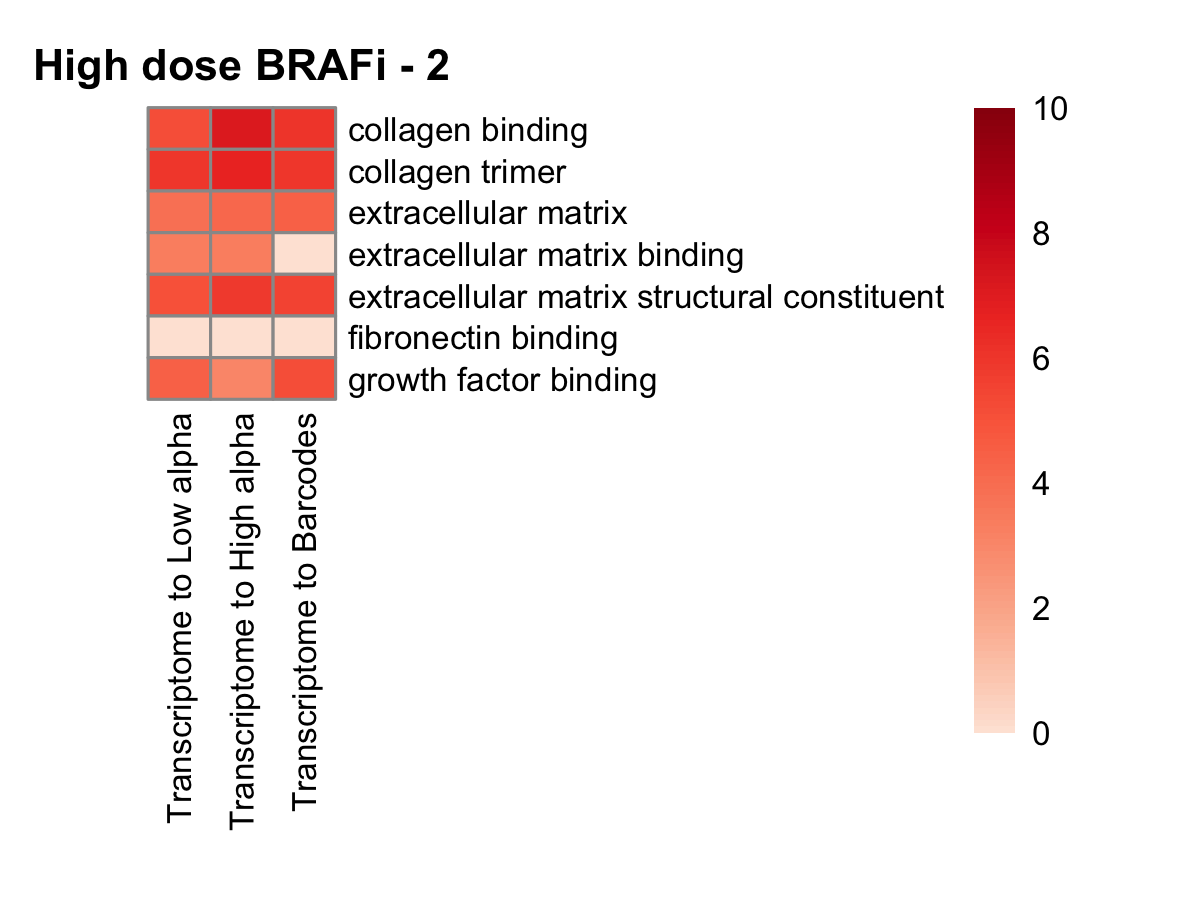 High dose BRAFi - 2
collagen binding
collagen trimer
extracellular matrix
extracellular matrix binding
extracellular matrix structural constituent
fibronectin binding
growth factor binding
Transcriptome to Low alpha
Transcriptome to High alpha
Transcriptome to Barcodes
10
8
6
4
2
0